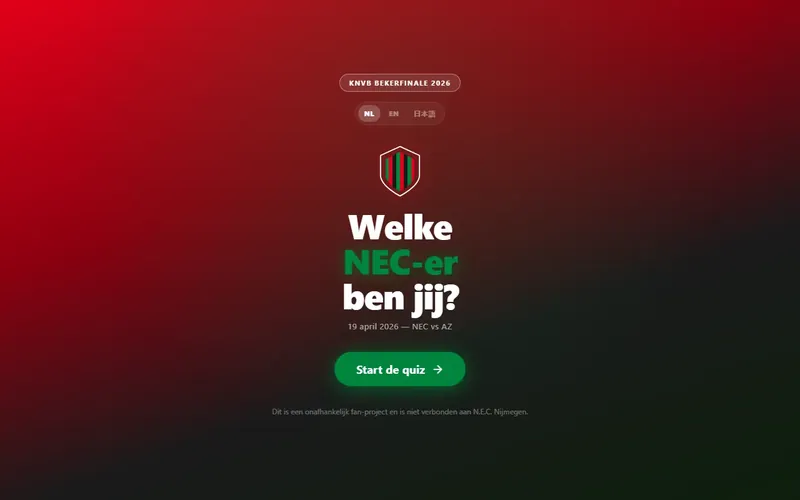 KNVB BEKERFINALE 2026
NL EN 日本語
Welke
NEC-er
ben jij?
19 april 2026 — NEC vs AZ
Start de quiz →
Dit is een onafhankelijk fan-project en is niet verbonden aan N.E.C. Nijmegen.